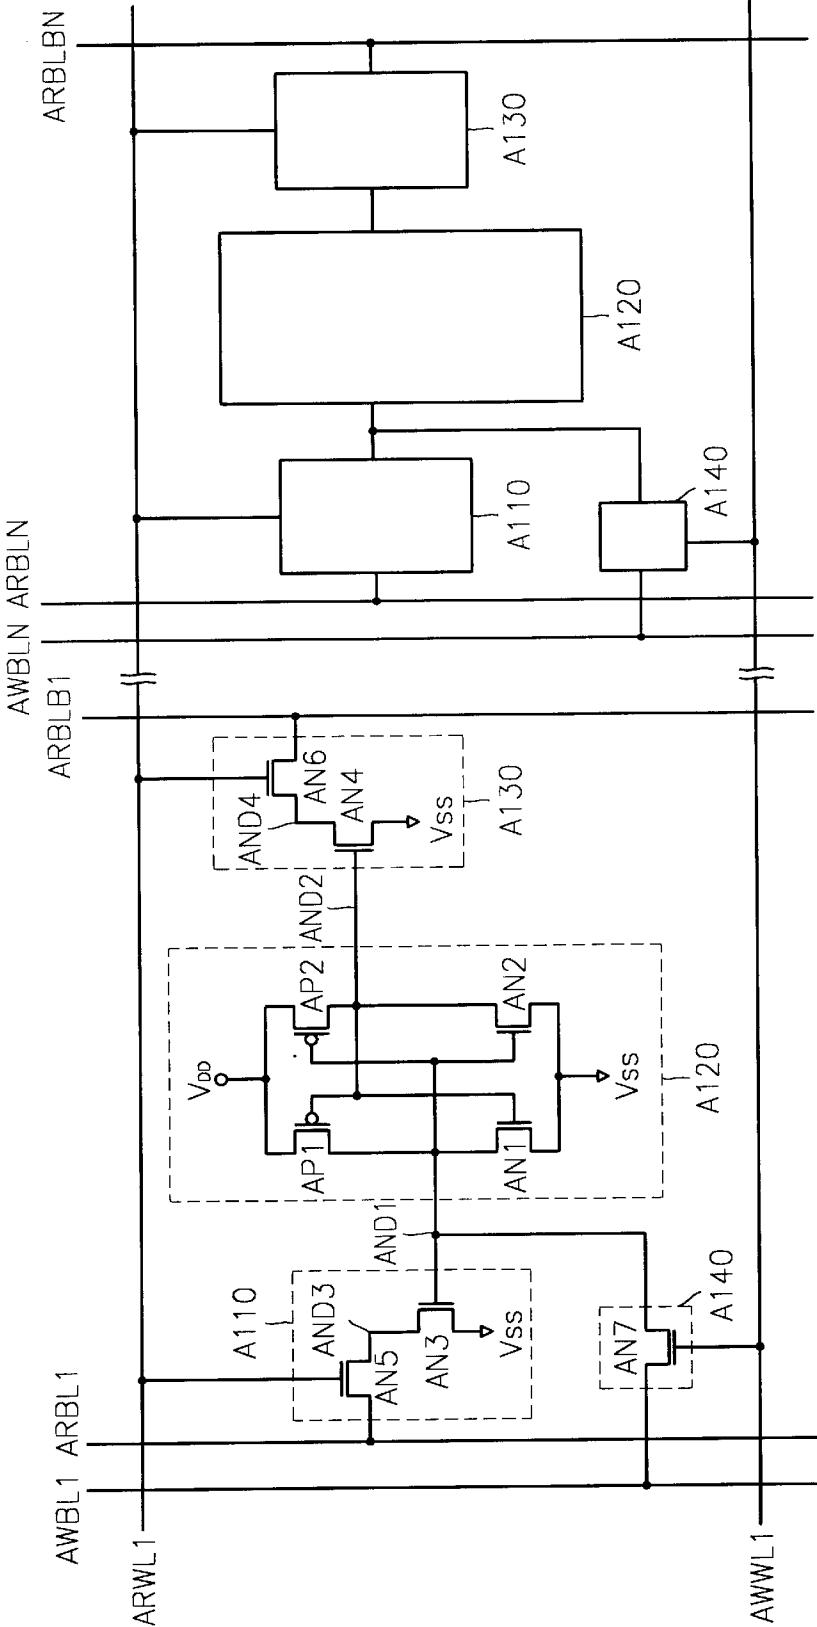 AWBL1
ARBL1
ARBLB1
AWBLN
ARBLN
ARBLBN
ARWL1
A110
AND3
AN5
AN3
Vss
AND1
VDD
AP1
AP2
AN1
AN2
Vss
A120
AND2
AND4
AN6
AN4
Vss
A130
AN7
A140
A110
A120
A130
A140
AWWL1